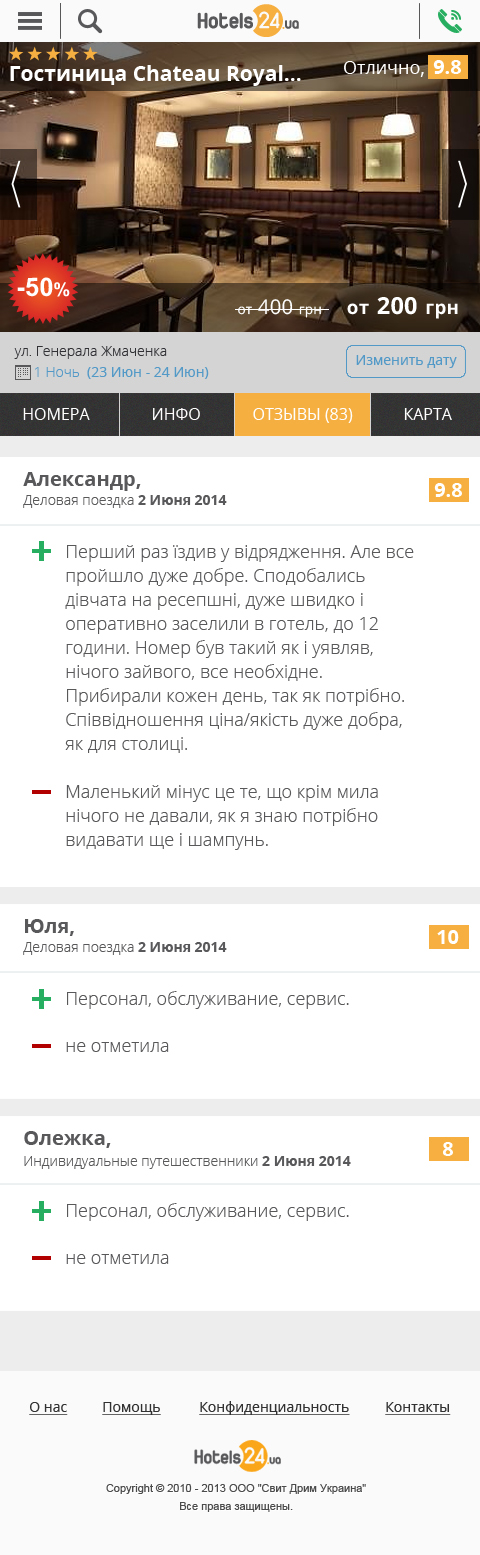 Hotels24.ua
Гостиница Chateau Royal...
Отлично, 9.8
-50%
от 400 грн от 200 грн
ул. Генерала Жмаченка
1 Ночь (23 Июн - 24 Июн)
Изменить дату
НОМЕРА
ИНФО
ОТЗЫВЫ (83)
КАРТА
Александр,
Деловая поездка 2 Июня 2014
9.8
Перший раз їздив у відрядження. Але все
пройшло дуже добре. Сподобались
дівчата на ресепшні, дуже швидко і
оперативно заселили в готель, до 12
години. Номер був такий як і уявляв,
нічого зайвого, все необхідне.
Прибирали кожен день, так як потрібно.
Співвідношення ціна/якість дуже добра,
як для столиці.
Маленький мінус це те, що крім мила
нічого не давали, як я знаю потрібно
видавати ще і шампунь.
Юля,
Деловая поездка 2 Июня 2014
10
Персонал, обслуживание, сервис.
не отметила
Олежка,
Индивидуальные путешественники 2 Июня 2014
8
Персонал, обслуживание, сервис.
не отметила
О нас
Помощь
Конфиденциальность
Контакты
Hotels24.ua
Copyright © 2010 - 2013 ООО "Свит Дрим Украина"
Все права защищены.